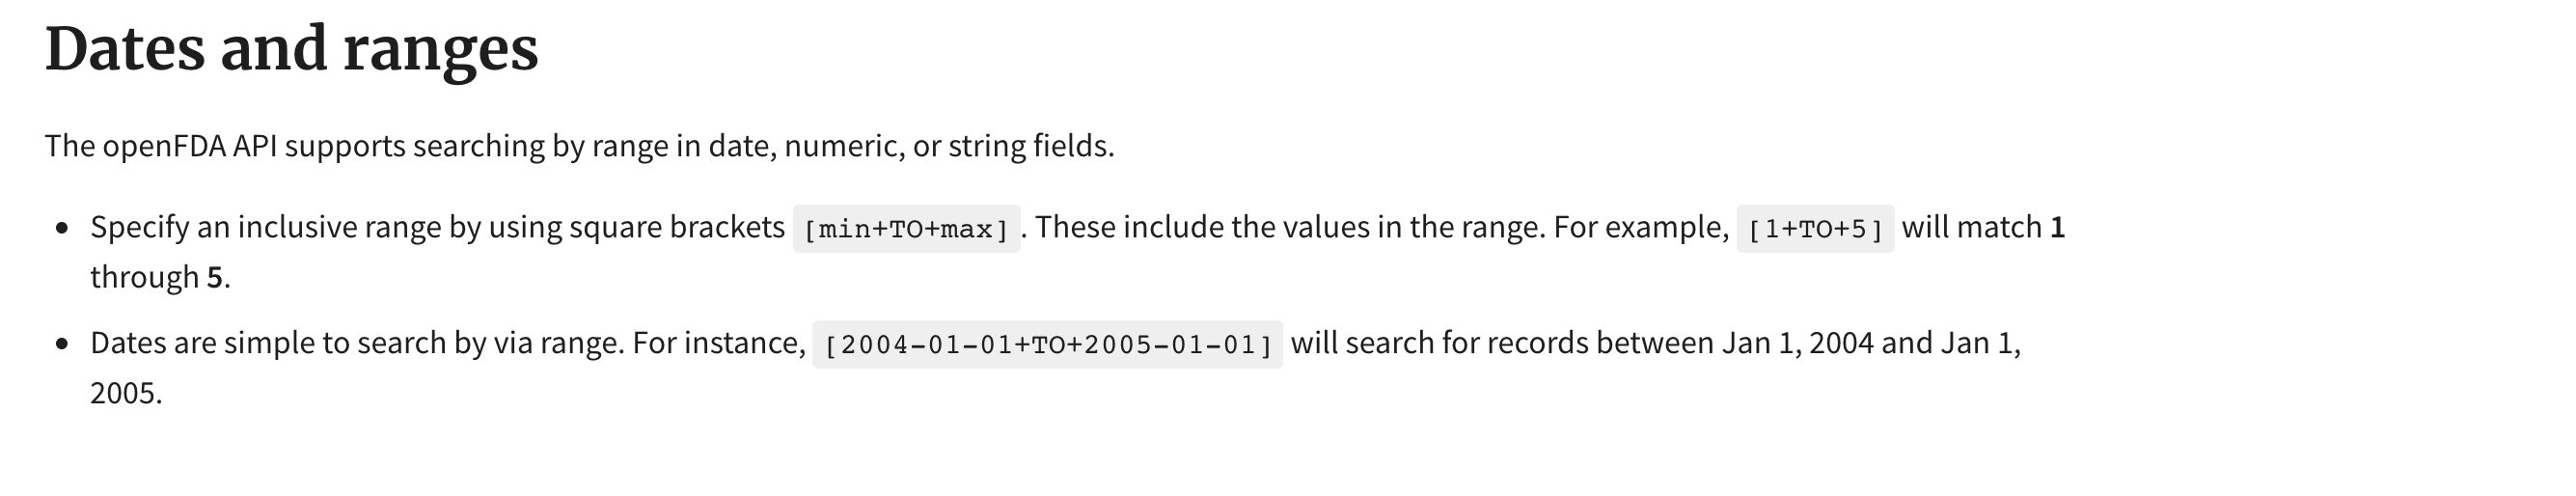 Dates and ranges
The openFDA API supports searching by range in date, numeric, or string fields.
• Specify an inclusive range by using square brackets [min+TO+max]. These include the values in the range. For example, [1+TO+5] will match 1
through 5.
• Dates are simple to search by via range. For instance, [2004-01-01+TO+2005-01-01] will search for records between Jan 1, 2004 and Jan 1,
2005.